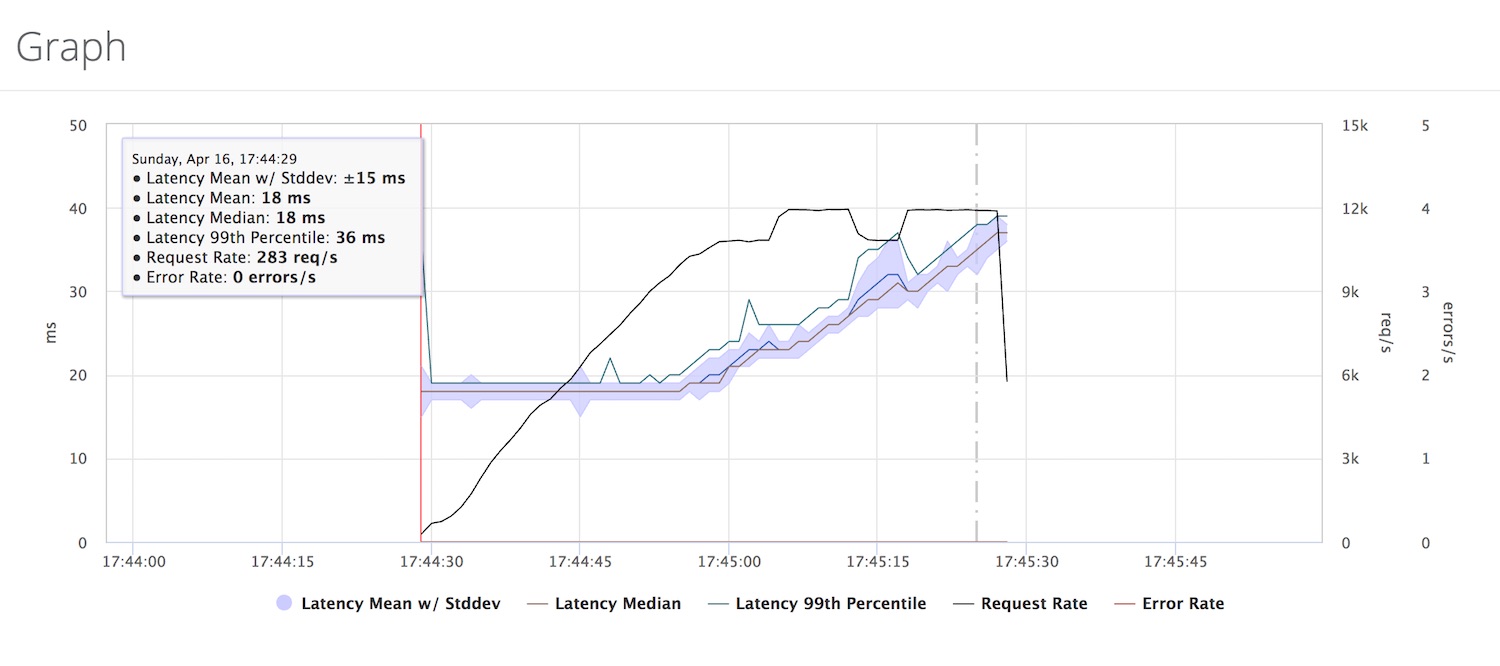 Graph
50
40
30
20
10
0
ms
Sunday, Apr 16, 17:44:29
● Latency Mean w/ Stddev: ±15 ms
● Latency Mean: 18 ms
● Latency Median: 18 ms
● Latency 99th Percentile: 36 ms
● Request Rate: 283 req/s
● Error Rate: 0 errors/s
15k
12k
9k
6k
3k
0
req/s
5
4
3
2
1
0
errors/s
17:44:00 17:44:15 17:44:30 17:44:45 17:45:00 17:45:15 17:45:30 17:45:45
Latency Mean w/ Stddev Latency Median Latency 99th Percentile Request Rate Error Rate